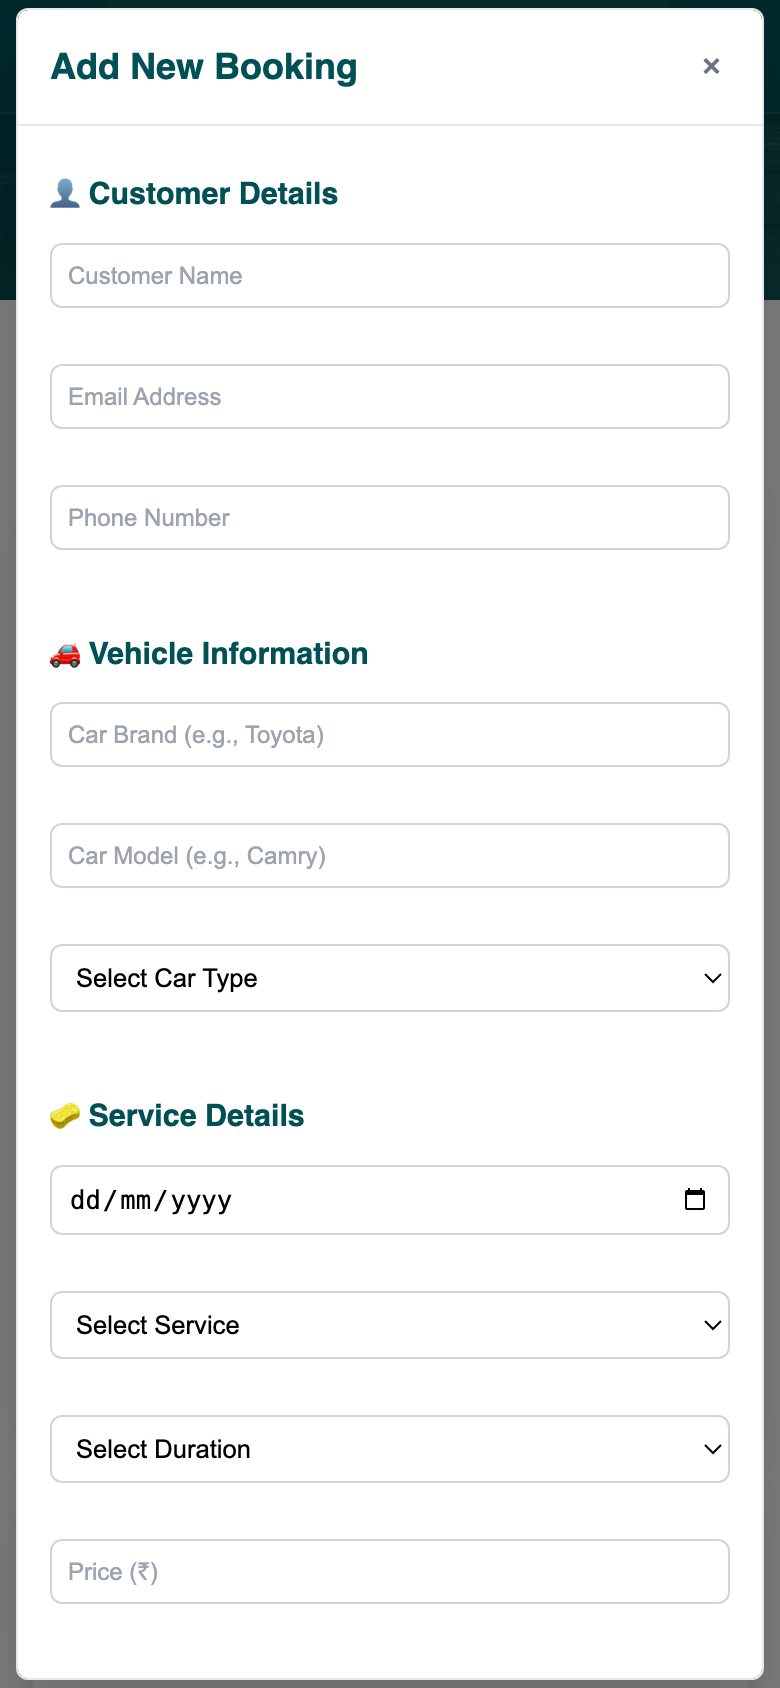 Add New Booking
×
👤 Customer Details
Customer Name
Email Address
Phone Number
🚗 Vehicle Information
Car Brand (e.g., Toyota)
Car Model (e.g., Camry)
Select Car Type
🧽 Service Details
dd/mm/yyyy
Select Service
Select Duration
Price (₹)